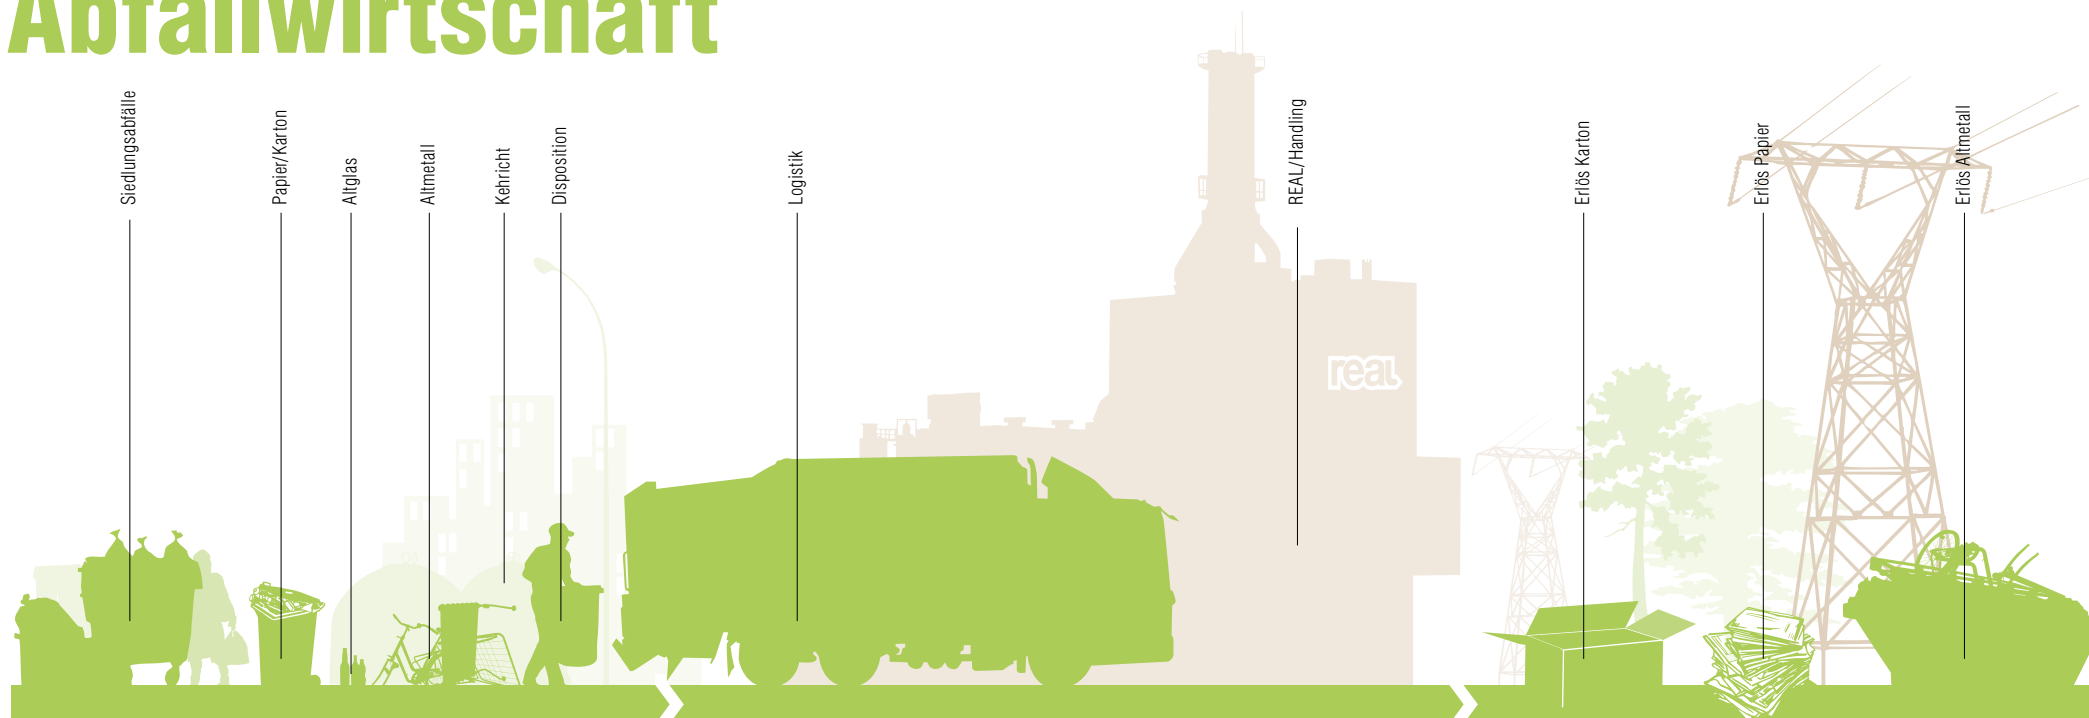 Abfallwirtschaft
Siedlungsabfälle
Papier/Karton
Altglas
Altmetall
Kehricht
Disposition
Logistik
REAL/Handling
Erlös Karton
Erlös Papier
Erlös Altmetall
real